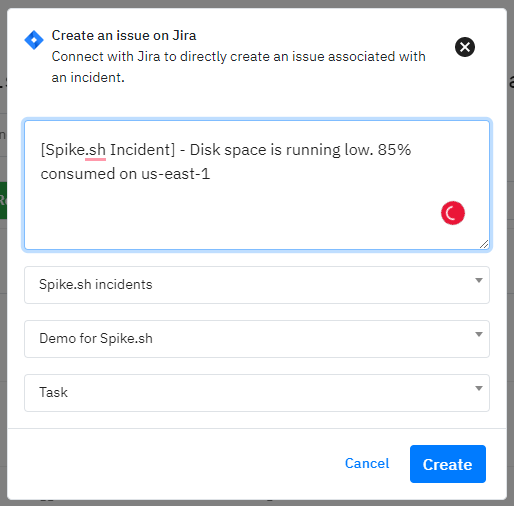 Create an issue on Jira
Connect with Jira to directly create an issue associated with
an incident.
[Spike.sh Incident] - Disk space is running low. 85%
consumed on us-east-1
Spike.sh incidents
Demo for Spike.sh
Task
Cancel
Create